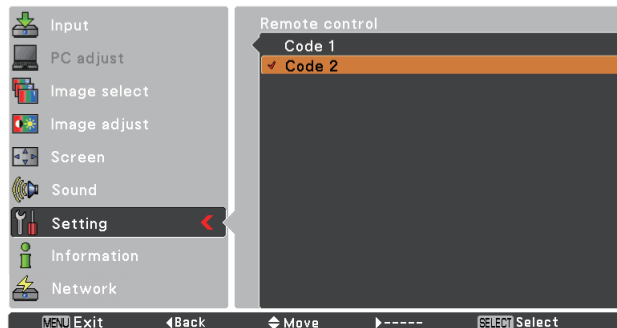 Input
PC adjust
Image select
Image adjust
Screen
Sound
Setting
Information
Network
Remote control
Code 1
Code 2
MENU Exit Back Move ----- SELECT Select